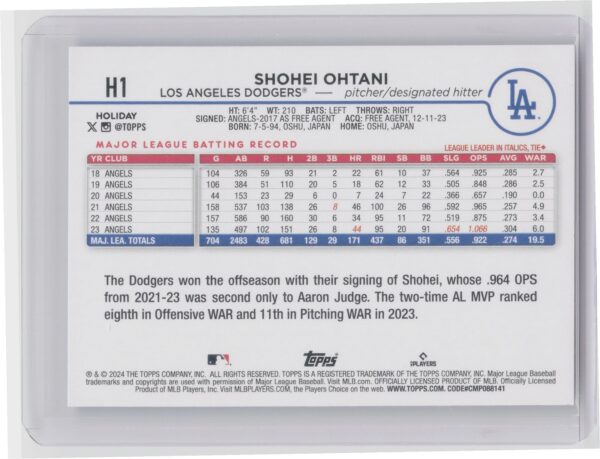 H1
SHOHEI OHTANI
LOS ANGELES DODGERS® — pitcher/designated hitter
LA
HOLIDAY
X @TOPPS
HT: 6'4" WT: 210 BATS: LEFT THROWS: RIGHT
SIGNED: ANGELS-2017 AS FREE AGENT ACQ: FREE AGENT, 12-11-23
BORN: 7-5-94, OSHU, JAPAN HOME: OSHU, JAPAN
MAJOR LEAGUE BATTING RECORD LEAGUE LEADER IN ITALICS, TIE♦
YR CLUB G AB R H 2B 3B HR RBI SB BB SLG OPS AVG WAR
18 ANGELS 104 326 59 93 21 2 22 61 10 37 .564 .925 .285 2.7
19 ANGELS 106 384 51 110 20 5 18 62 12 33 .505 .848 .286 2.5
20 ANGELS 44 153 23 29 6 0 7 24 7 22 .366 .657 .190 0.0
21 ANGELS 158 537 103 138 26 8 46 100 26 96 .592 .965 .257 4.9
22 ANGELS 157 586 90 160 30 6 34 95 11 72 .519 .875 .273 3.4
23 ANGELS 135 497 102 151 26 8 44 95 20 91 .654 1.066 .304 6.0
MAJ. LEA. TOTALS 704 2483 428 681 129 29 171 437 86 351 .556 .922 .274 19.5
The Dodgers won the offseason with their signing of Shohei, whose .964 OPS
from 2021-23 was second only to Aaron Judge. The two-time AL MVP ranked
eighth in Offensive WAR and 11th in Pitching WAR in 2023.
topps PLAYERS
® & © 2024 THE TOPPS COMPANY, INC. ALL RIGHTS RESERVED. TOPPS IS A REGISTERED TRADEMARK OF THE TOPPS COMPANY, INC. Major League Baseball
trademarks and copyrights are used with permission of Major League Baseball. Visit MLB.com. OFFICIALLY LICENSED PRODUCT OF MLB. Officially Licensed
Product of MLB Players, Inc. Visit MLBPLAYERS.COM, the Players Choice on the web. WWW.TOPPS.COM. CODE#CMP088141